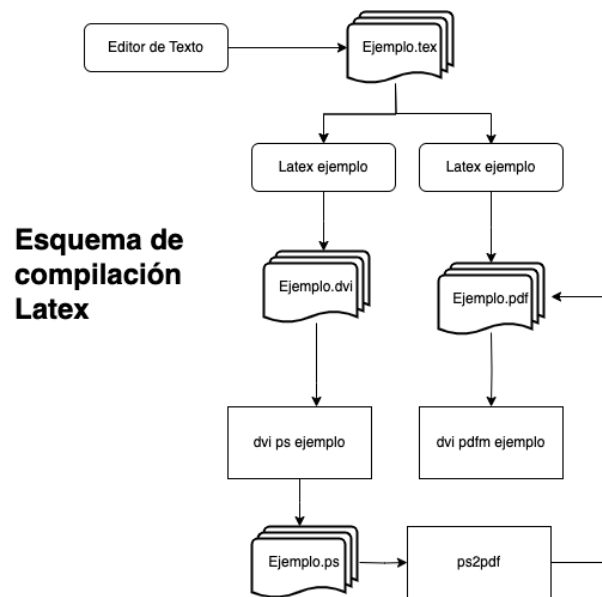 Editor de Texto
Ejemplo.tex
Latex ejemplo
Latex ejemplo
Esquema de
compilación
Latex
Ejemplo.dvi
Ejemplo.pdf
dvi ps ejemplo
dvi pdfm ejemplo
Ejemplo.ps
ps2pdf